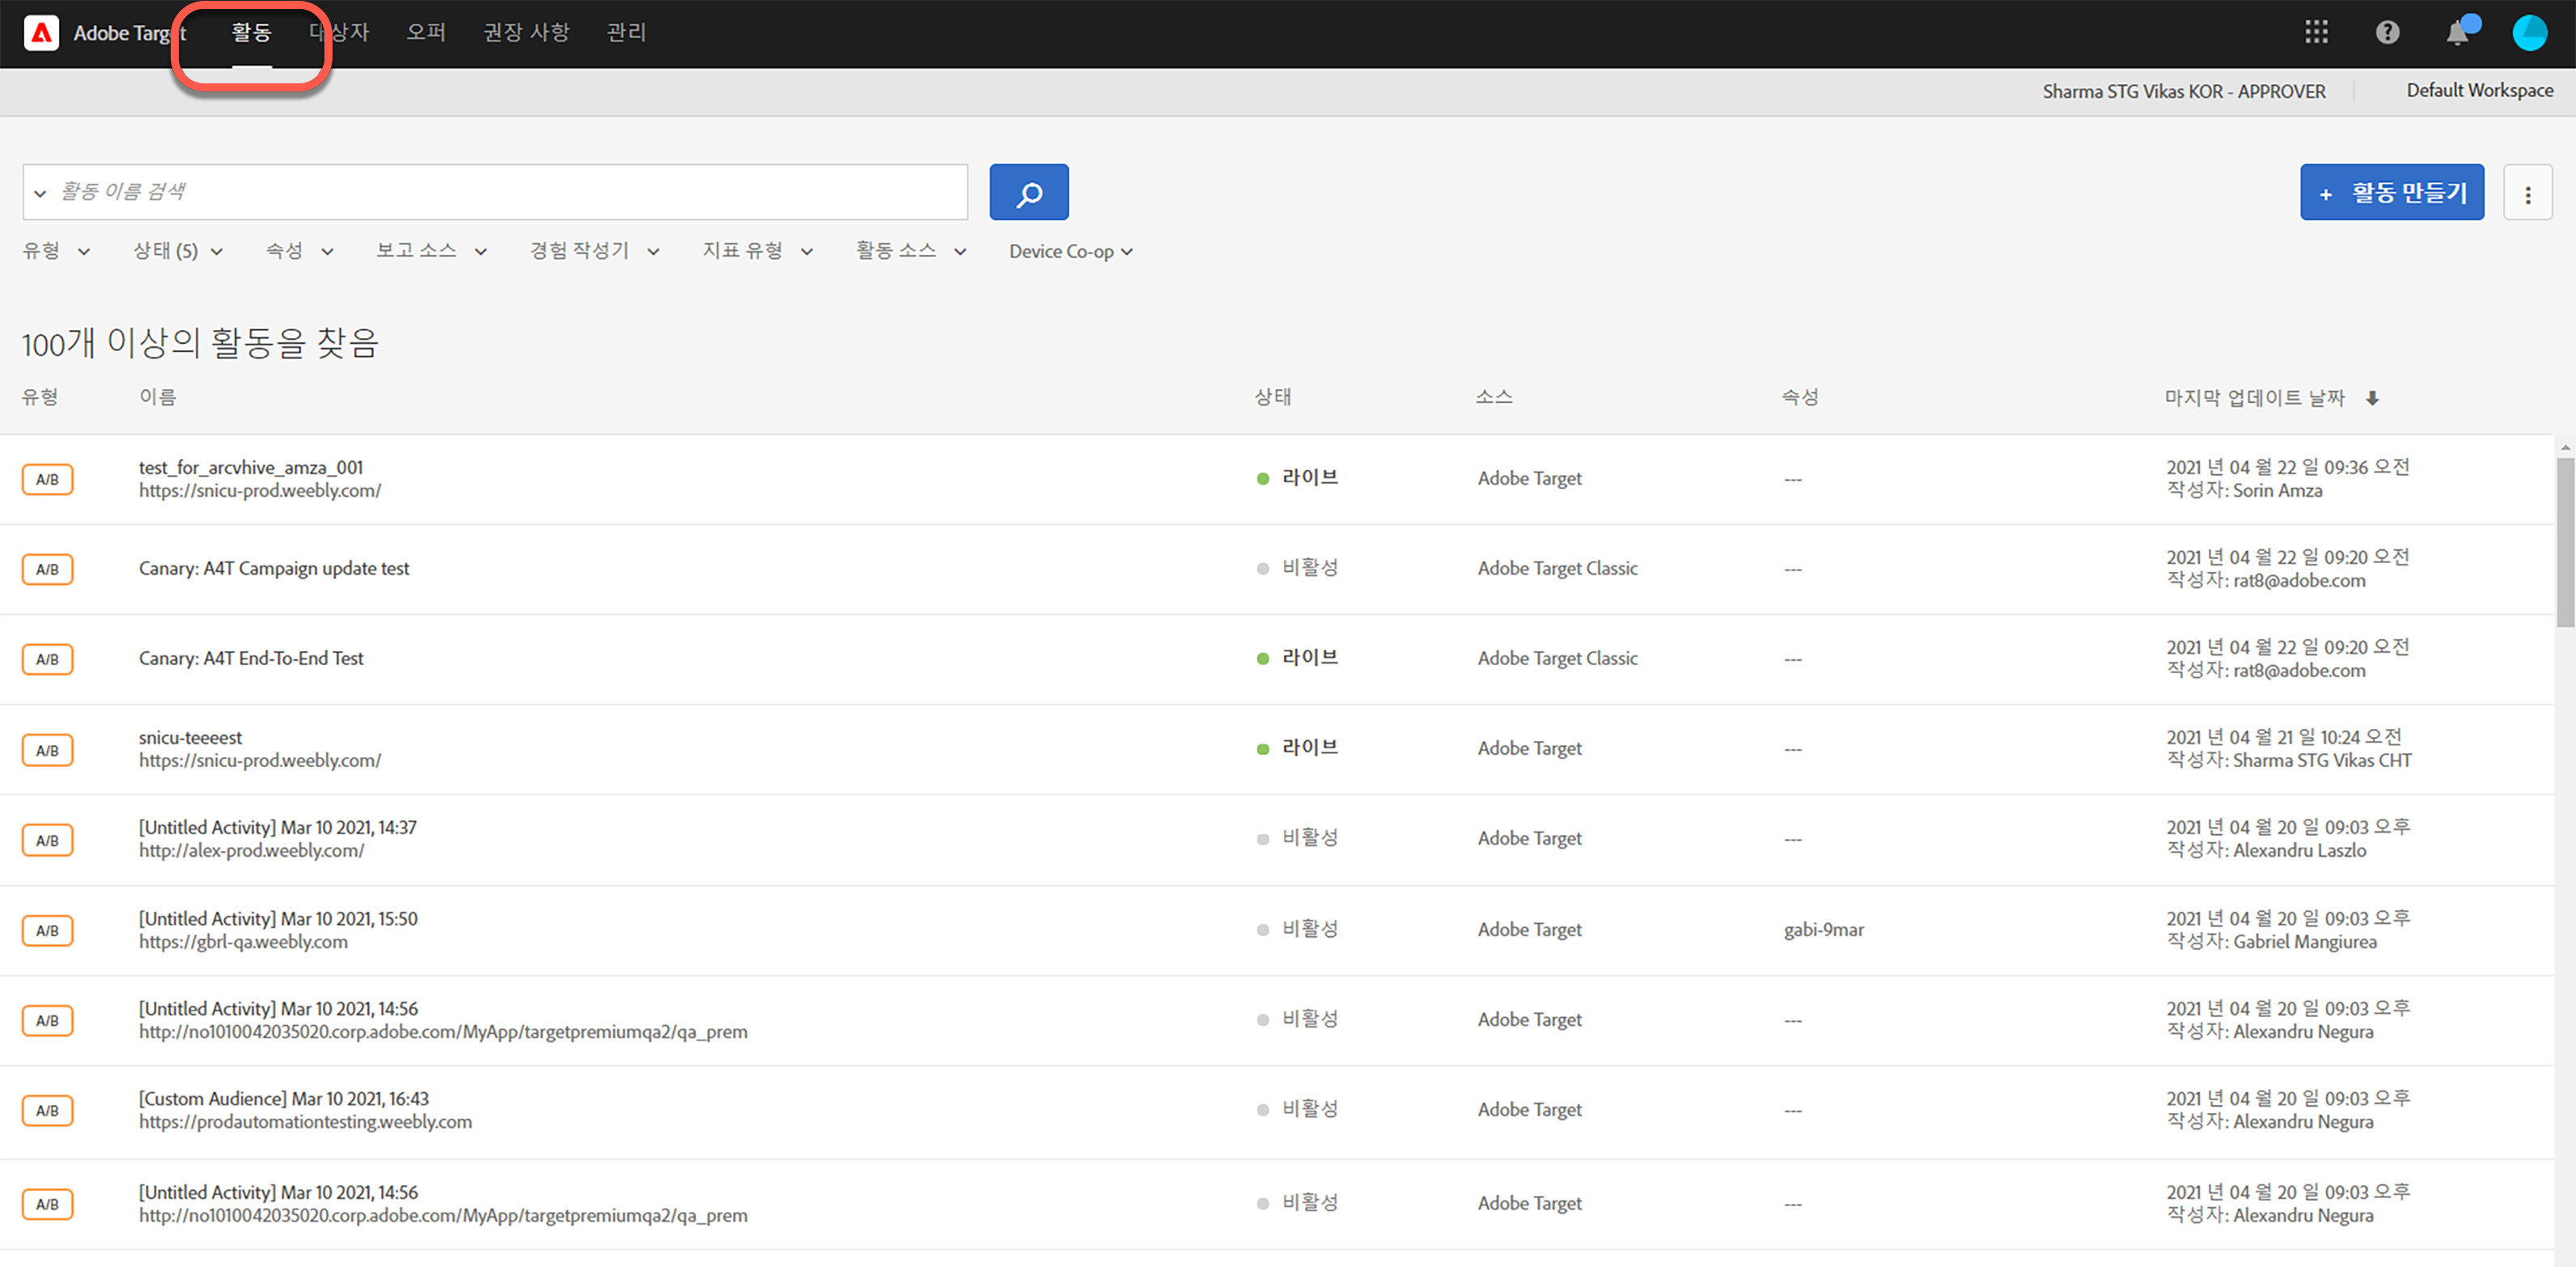 Adobe Target 활동 대상자 오퍼 권장 사항 관리
Sharma STG Vikas KOR - APPROVER Default Workspace
활동 이름 검색
+ 활동 만들기
유형 상태 (5) 속성 보고 소스 경험 작성기 지표 유형 활동 소스 Device Co-op
100개 이상의 활동을 찾음
유형 이름 상태 소스 속성 마지막 업데이트 날짜
A/B test_for_arcvhive_amza_001 라이브 Adobe Target --- 2021 년 04 월 22 일 09:36 오전
https://snicu-prod.weebly.com/ 작성자: Sorin Amza
A/B Canary: A4T Campaign update test 비활성 Adobe Target Classic --- 2021 년 04 월 22 일 09:20 오전
작성자: rat8@adobe.com
A/B Canary: A4T End-To-End Test 라이브 Adobe Target Classic --- 2021 년 04 월 22 일 09:20 오전
작성자: rat8@adobe.com
A/B snicu-teeeest 라이브 Adobe Target --- 2021 년 04 월 21 일 10:24 오전
https://snicu-prod.weebly.com/ 작성자: Sharma STG Vikas CHT
A/B [Untitled Activity] Mar 10 2021, 14:37 비활성 Adobe Target --- 2021 년 04 월 20 일 09:03 오후
http://alex-prod.weebly.com/ 작성자: Alexandru Laszlo
A/B [Untitled Activity] Mar 10 2021, 15:50 비활성 Adobe Target gabi-9mar 2021 년 04 월 20 일 09:03 오후
https://gbrl-qa.weebly.com 작성자: Gabriel Mangiurea
A/B [Untitled Activity] Mar 10 2021, 14:56 비활성 Adobe Target --- 2021 년 04 월 20 일 09:03 오후
http://no1010042035020.corp.adobe.com/MyApp/targetpremiumqa2/qa_prem 작성자: Alexandru Negura
A/B [Custom Audience] Mar 10 2021, 16:43 비활성 Adobe Target --- 2021 년 04 월 20 일 09:03 오후
https://prodautomationtesting.weebly.com 작성자: Alexandru Negura
A/B [Untitled Activity] Mar 10 2021, 14:56 비활성 Adobe Target --- 2021 년 04 월 20 일 09:03 오후
http://no1010042035020.corp.adobe.com/MyApp/targetpremiumqa2/qa_prem 작성자: Alexandru Negura